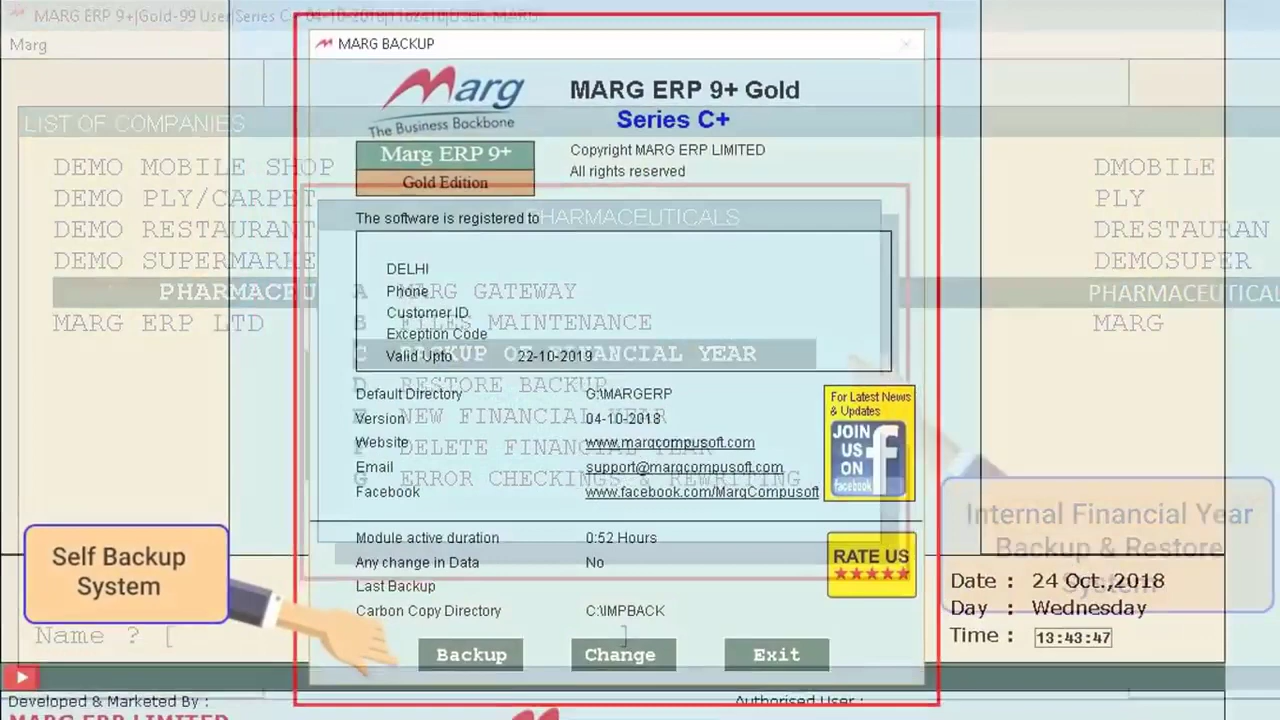 MARG ERP 9+|Gold-99 User|Series C+ 04-10-2018|
Marg
MARG BACKUP
Marg
The Business Backbone
MARG ERP 9+ Gold
Series C+
Marg ERP 9+
Gold Edition
Copyright MARG ERP LIMITED
All rights reserved
LIST OF COMPANIES
DEMO MOBILE SHOP DMOBILE
DEMO PLY/CARPET PLY
DEMO RESTAURANT DRESTAURAN
DEMO SUPERMARKE DEMOSUPER
PHARMACEU PHARMACEUTICAL
MARG ERP LTD MARG
The software is registered to
PHARMACEUTICALS
DELHI
Phone
Customer ID
Exception Code
Valid Upto 22-10-2019
A MARG GATEWAY
B FILES MAINTENANCE
C BACKUP OF FINANCIAL YEAR
D RESTORE BACKUP
E NEW FINANCIAL YEAR
F DELETE FINANCIAL YEAR
G ERROR CHECKINGS & REWRITING
Default Directory G:\MARGERP
Version 04-10-2018
Website www.margcompusoft.com
Email support@margcompusoft.com
Facebook www.facebook.com/MargCompusoft
For Latest News
& Updates
JOIN
US
ON
facebook
Module active duration 0:52 Hours
Any change in Data No
Last Backup
Carbon Copy Directory C:\IMPBACK
RATE US
Backup Change Exit
Self Backup
System
Internal Financial Year
Backup & Restore
System
Date : 24 Oct.,2018
Day : Wednesday
Time : 13:43:47
Name ? [ ]
Developed & Marketed By :
MARG ERP LIMITED
Authorised User :